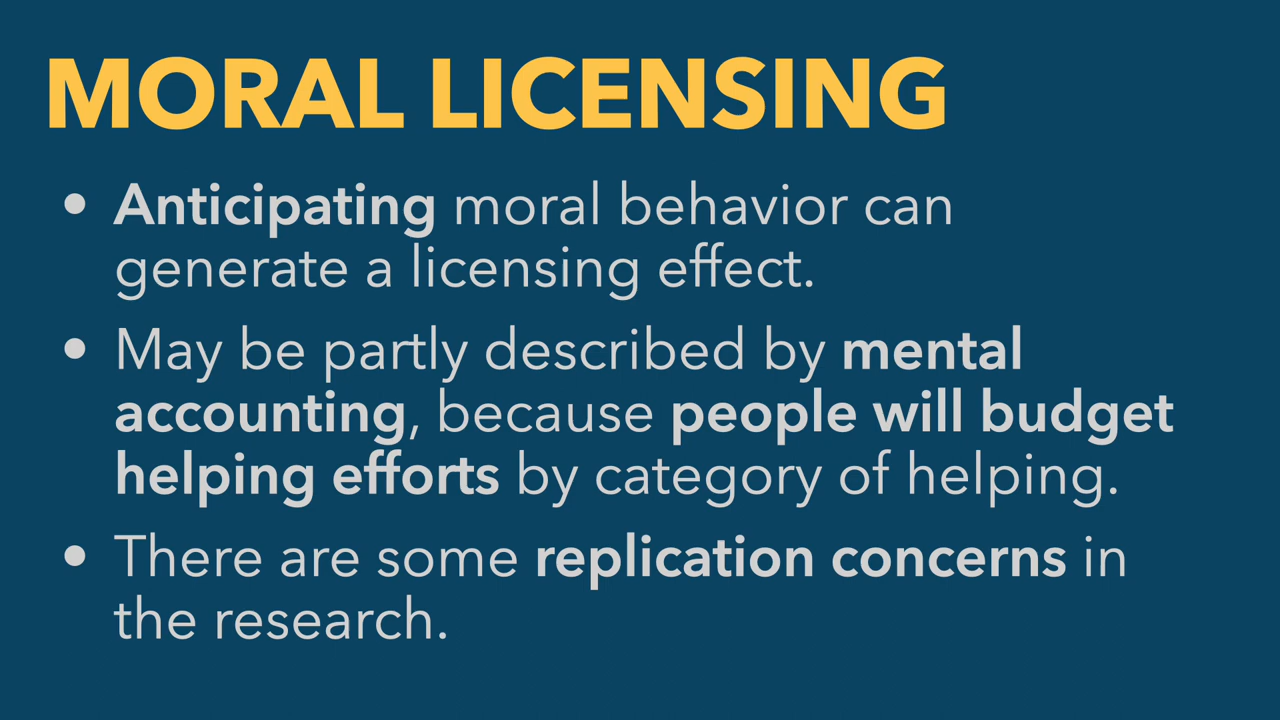 MORAL LICENSING
• Anticipating moral behavior can
generate a licensing effect.
• May be partly described by mental
accounting, because people will budget
helping efforts by category of helping.
• There are some replication concerns in
the research.